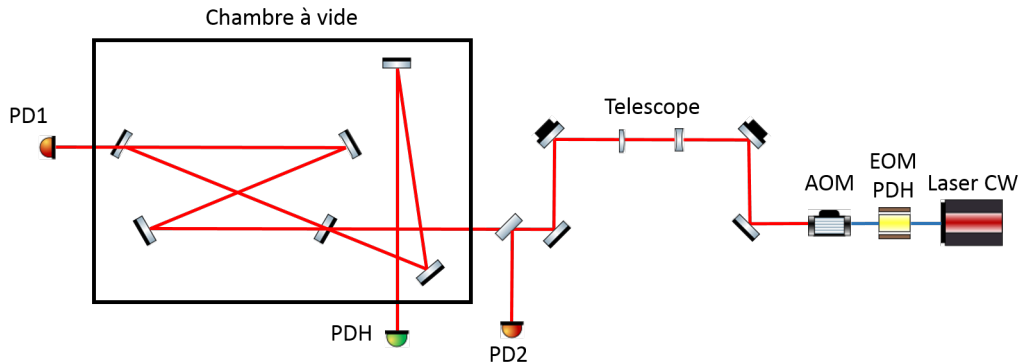 Chambre à vide
PD1
Telescope
AOM
EOM
PDH
Laser CW
PDH
PD2